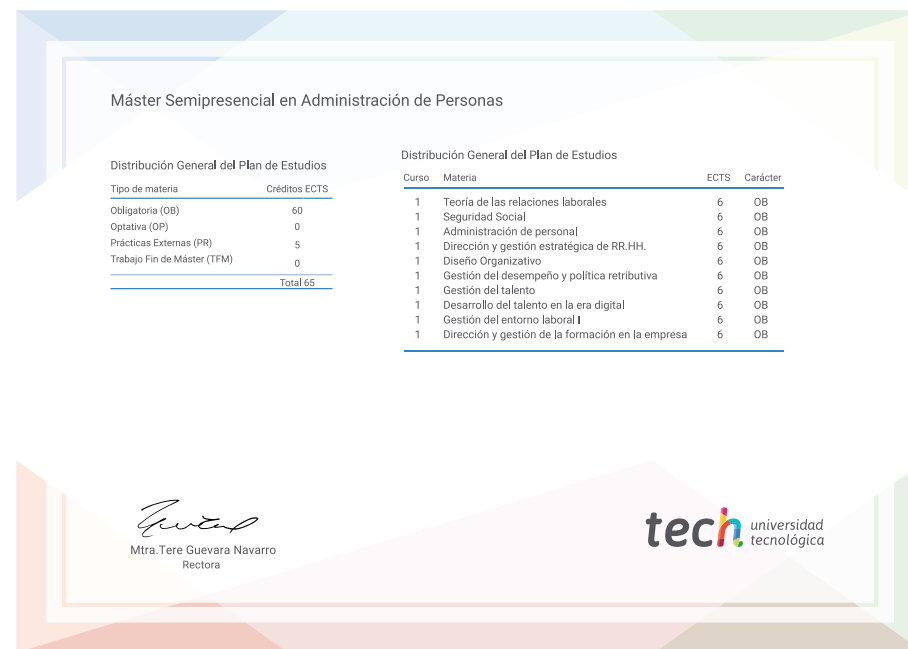 Máster Semipresencial en Administración de Personas
Distribución General del Plan de Estudios
Tipo de materia Créditos ECTS
Obligatoria (OB) 60
Optativa (OP) 0
Prácticas Externas (PR) 5
Trabajo Fin de Máster (TFM) 0
Total 65
Distribución General del Plan de Estudios
Curso Materia ECTS Carácter
1 Teoría de las relaciones laborales 6 OB
1 Seguridad Social 6 OB
1 Administración de personal 6 OB
1 Dirección y gestión estratégica de RR.HH. 6 OB
1 Diseño Organizativo 6 OB
1 Gestión del desempeño y política retributiva 6 OB
1 Gestión del talento 6 OB
1 Desarrollo del talento en la era digital 6 OB
1 Gestión del entorno laboral I 6 OB
1 Dirección y gestión de la formación en la empresa 6 OB
Mtra.Tere Guevara Navarro
Rectora
tech universidad
tecnológica